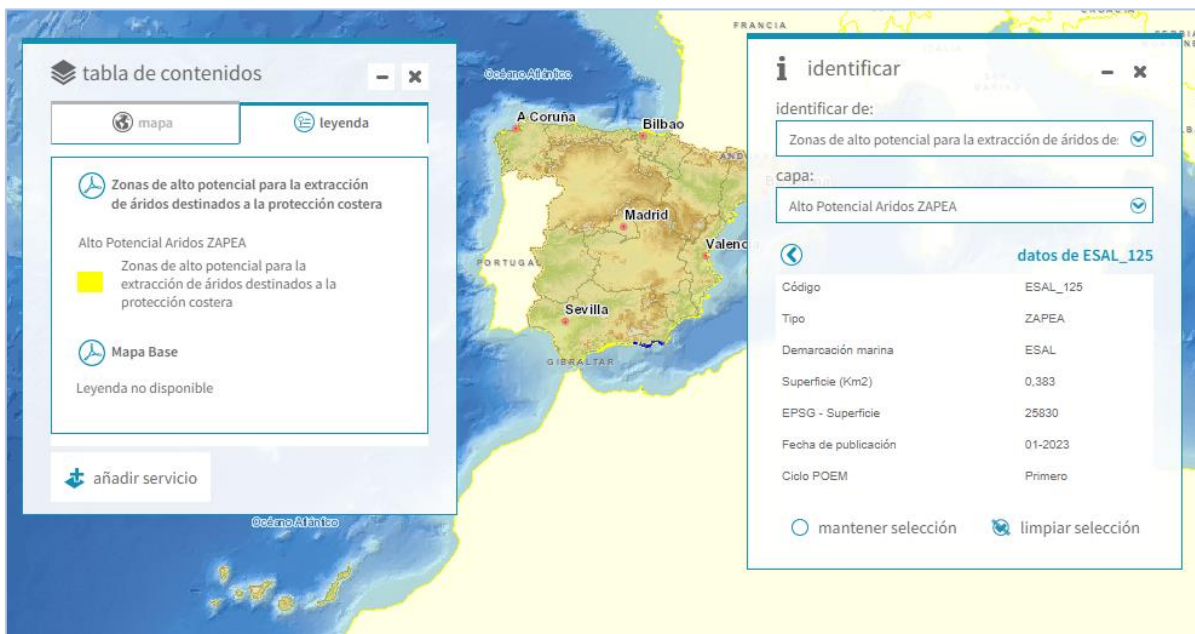 FRANCIA
tabla de contenidos
mapa
leyenda
Zonas de alto potencial para la extracción
de áridos destinados a la protección costera
Alto Potencial Aridos ZAPEA
Zonas de alto potencial para la
extracción de áridos destinados a la
protección costera
Mapa Base
Leyenda no disponible
añadir servicio
Océano Atlántico
A Coruña
Bilbao
Madrid
Valenc
PORTUGAL
Sevilla
GIBRALTAR
Océano Atlántico
identificar
identificar de:
Zonas de alto potencial para la extracción de áridos de
capa:
Alto Potencial Aridos ZAPEA
datos de ESAL_125
Código ESAL_125
Tipo ZAPEA
Demarcación marina ESAL
Superficie (Km2) 0,383
EPSG - Superficie 25830
Fecha de publicación 01-2023
Ciclo POEM Primero
mantener selección
limpiar selección